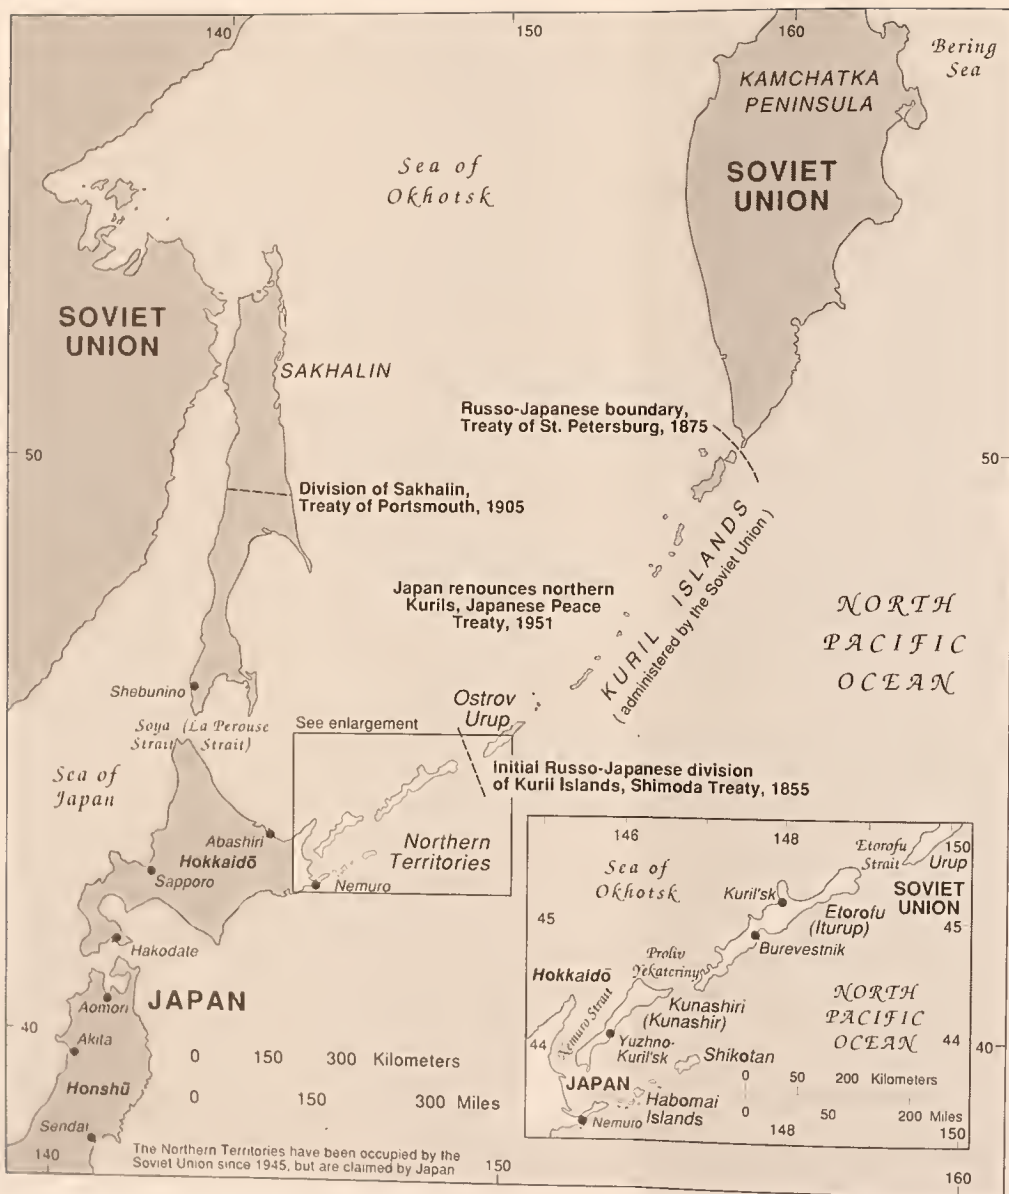 140
150
160
Bering
Sea
KAMCHATKA
PENINSULA
Sea of
Okhotsk
SOVIET
UNION
SOVIET
UNION
SAKHALIN
Russo-Japanese boundary,
Treaty of St. Petersburg, 1875
50
50
Division of Sakhalin,
Treaty of Portsmouth, 1905
KURIL ISLANDS
(administered by the Soviet Union)
Japan renounces northern
Kurils, Japanese Peace
Treaty, 1951
NORTH
PACIFIC
OCEAN
Shebunino
Ostrov
Urup
Soya (La Perouse
Strait Strait)
See enlargement
Sea of
Japan
Initial Russo-Japanese division
of Kuril Islands, Shimoda Treaty, 1855
Abashiri
Hokkaidō
Sapporo
Northern
Territories
Nemuro
Hakodate
JAPAN
Aomori
40
Akita
0 150 300 Kilometers
Honshū
0 150 300 Miles
Sendai
The Northern Territories have been occupied by the
Soviet Union since 1945, but are claimed by Japan
140
150
160
40
146
148
150
Etorofu
Strait
Urup
Sea of
Okhotsk
Kuril'sk
SOVIET
UNION
45
Etorofu
(Iturup)
45
Burevestnik
Proliv
Yekateriny
Hokkaidō
Kunashiri
(Kunashir)
NORTH
PACIFIC
OCEAN
Nemuro Strait
44
44
Yuzhno-
Kuril'sk
Shikotan
JAPAN
0 50 200 Kilometers
Habomai
Islands
0 50 200 Miles
Nemuro
148
150